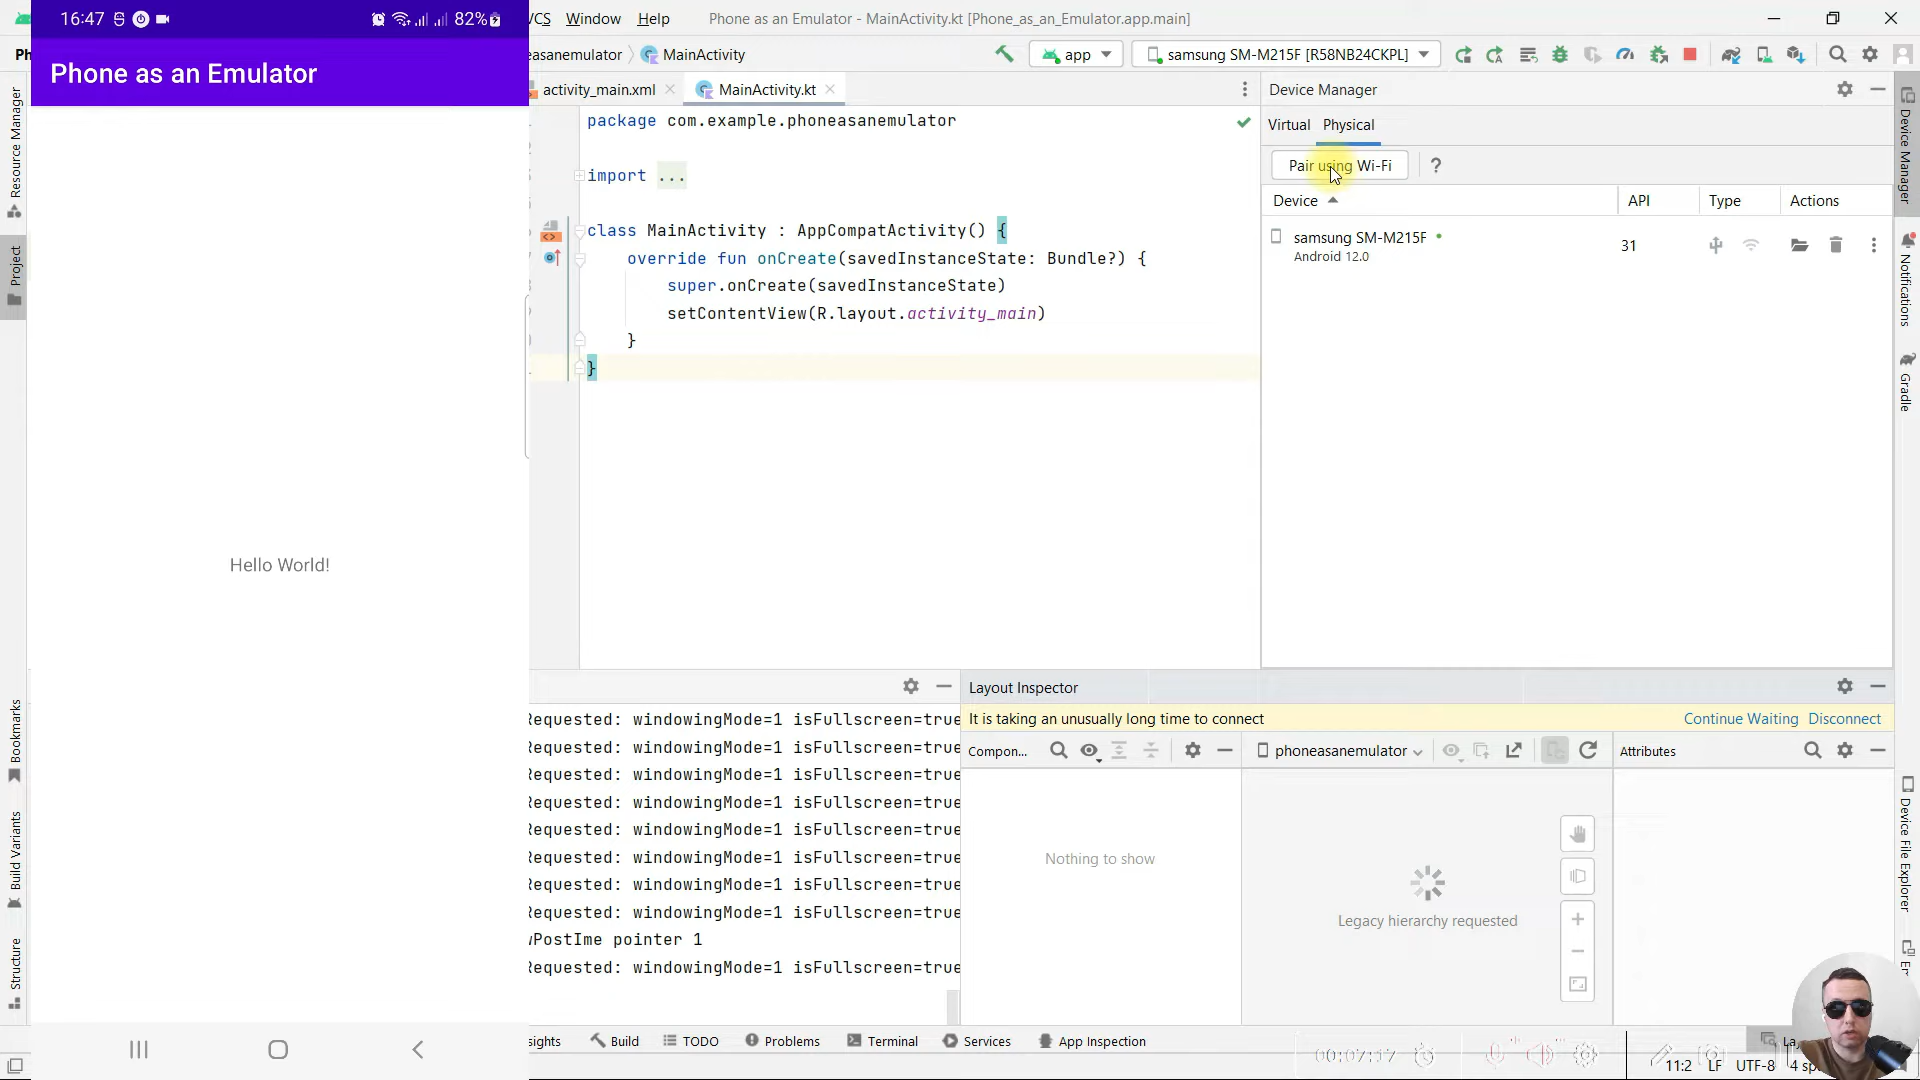 16:47
82%
Phone as an Emulator
Hello World!
VCS Window Help
Phone as an Emulator - MainActivity.kt [Phone_as_an_Emulator.app.main]
Ph
easanemulator
MainActivity
app
samsung SM-M215F [R58NB24CKPL]
activity_main.xml
MainActivity.kt
package com.example.phoneasanemulator
import ...
class MainActivity : AppCompatActivity() {
override fun onCreate(savedInstanceState: Bundle?) {
super.onCreate(savedInstanceState)
setContentView(R.layout.activity_main)
}
}
Device Manager
Virtual Physical
Pair using Wi-Fi
?
Device API Type Actions
samsung SM-M215F
Android 12.0
31
Resource Manager
Project
Bookmarks
Build Variants
Structure
Device Manager
Notifications
Gradle
Device File Explorer
Em
Requested: windowingMode=1 isFullscreen=true
Requested: windowingMode=1 isFullscreen=true
Requested: windowingMode=1 isFullscreen=true
Requested: windowingMode=1 isFullscreen=true
Requested: windowingMode=1 isFullscreen=true
Requested: windowingMode=1 isFullscreen=true
Requested: windowingMode=1 isFullscreen=true
Requested: windowingMode=1 isFullscreen=true
wPostIme pointer 1
Requested: windowingMode=1 isFullscreen=true
Layout Inspector
It is taking an unusually long time to connect
Continue Waiting Disconnect
Compon...
phoneasanemulator
Attributes
Nothing to show
Legacy hierarchy requested
sights
Build
TODO
Problems
Terminal
Services
App Inspection
Lay
11:2 LF UTF-8 4 sp